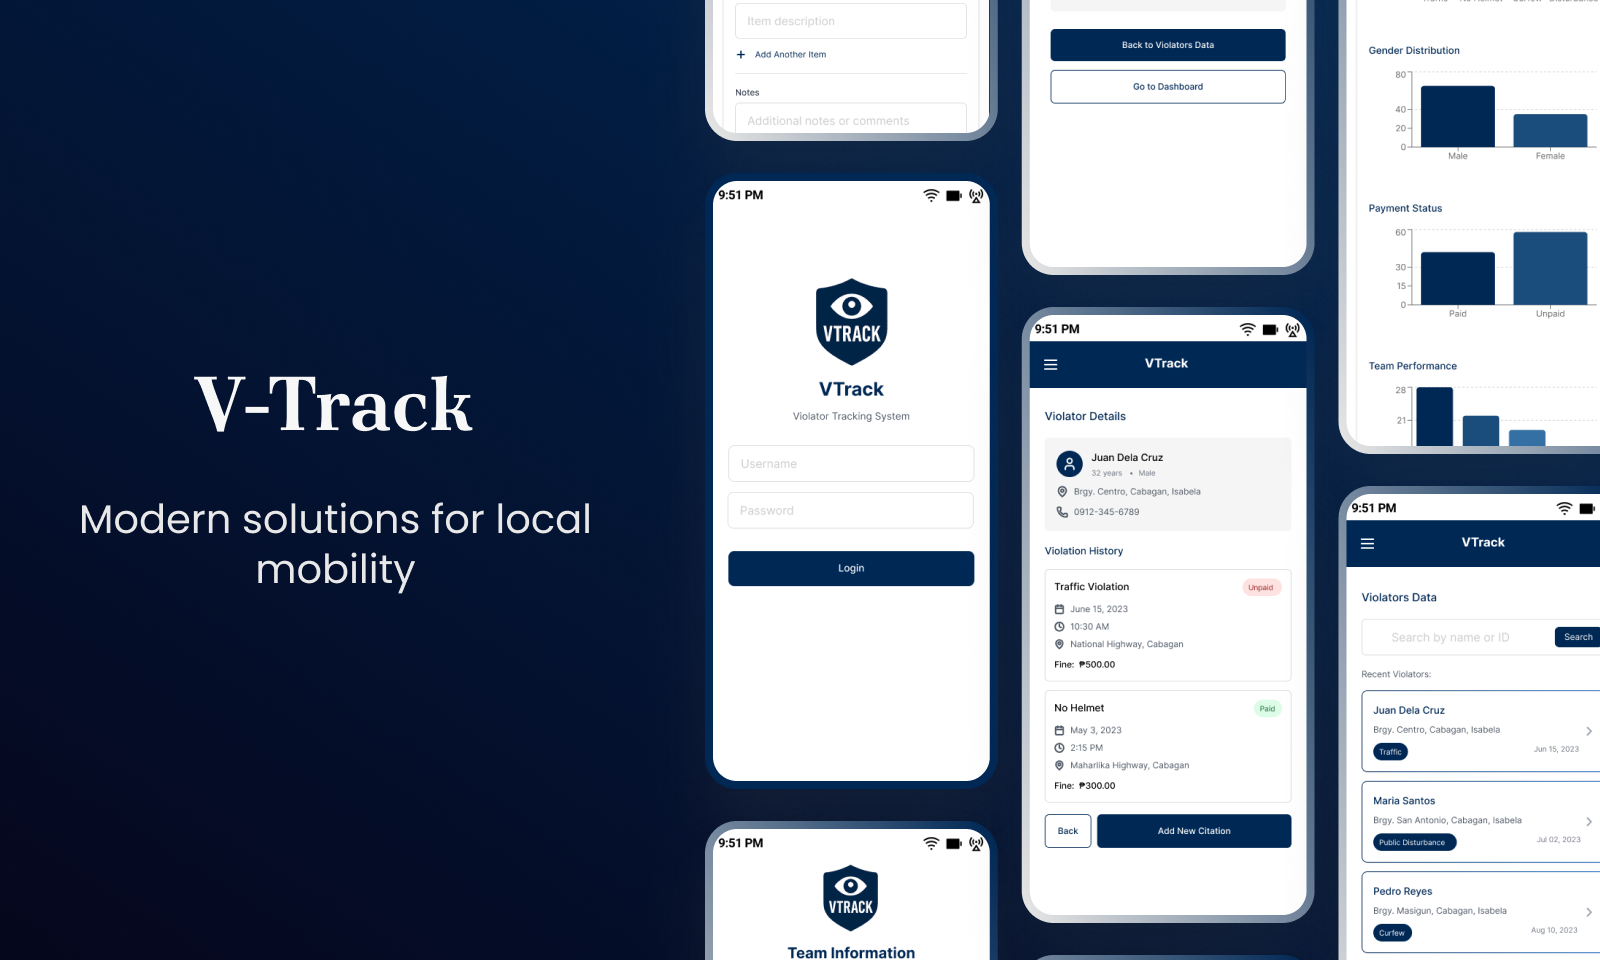 V-Track
Modern solutions for local
mobility
Item description
Add Another Item
Notes
Additional notes or comments
9:51 PM
VTRACK
VTrack
Violator Tracking System
Username
Password
Login
9:51 PM
VTRACK
Team Information
Back to Violators Data
Go to Dashboard
9:51 PM
VTrack
Violator Details
Juan Dela Cruz
32 years • Male
Brgy. Centro, Cabagan, Isabela
0912-345-6789
Violation History
Traffic Violation
Unpaid
June 15, 2023
10:30 AM
National Highway, Cabagan
Fine: ₱500.00
No Helmet
Paid
May 3, 2023
2:15 PM
Maharlika Highway, Cabagan
Fine: ₱300.00
Back
Add New Citation
Gender Distribution
80
40
20
0
Male
Female
Payment Status
60
30
15
0
Paid
Unpaid
Team Performance
28
21
9:51 PM
VTrack
Violators Data
Search by name or ID
Search
Recent Violators:
Juan Dela Cruz
Brgy. Centro, Cabagan, Isabela
Traffic
Jun 15, 2023
Maria Santos
Brgy. San Antonio, Cabagan, Isabela
Public Disturbance
Jul 02, 2023
Pedro Reyes
Brgy. Masigun, Cabagan, Isabela
Curfew
Aug 10, 2023